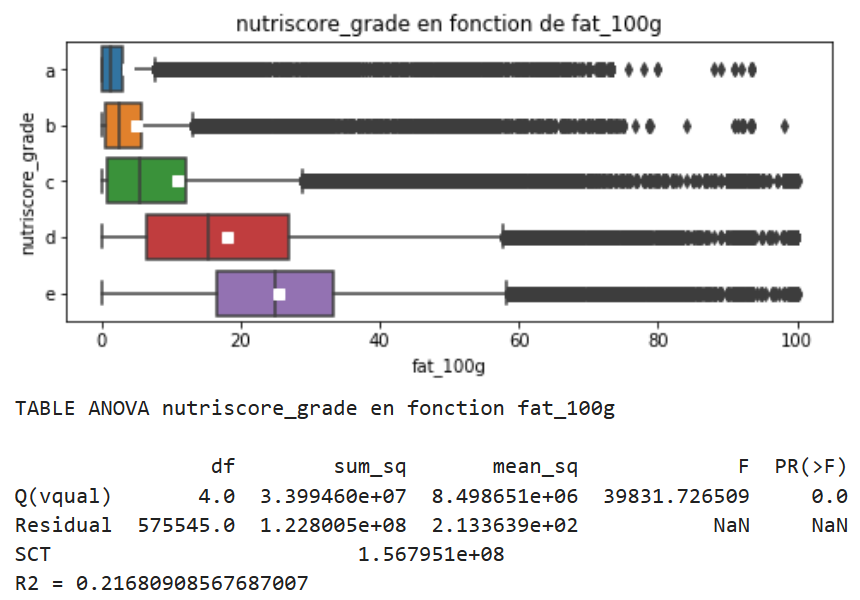 nutriscore_grade en fonction de fat_100g
nutriscore_grade
a
b
c
d
e
0 20 40 60 80 100
fat_100g
TABLE ANOVA nutriscore_grade en fonction fat_100g
df sum_sq mean_sq F PR(>F)
Q(vqual) 4.0 3.399460e+07 8.498651e+06 39831.726509 0.0
Residual 575545.0 1.228005e+08 2.133639e+02 NaN NaN
SCT 1.567951e+08
R2 = 0.21680908567687007